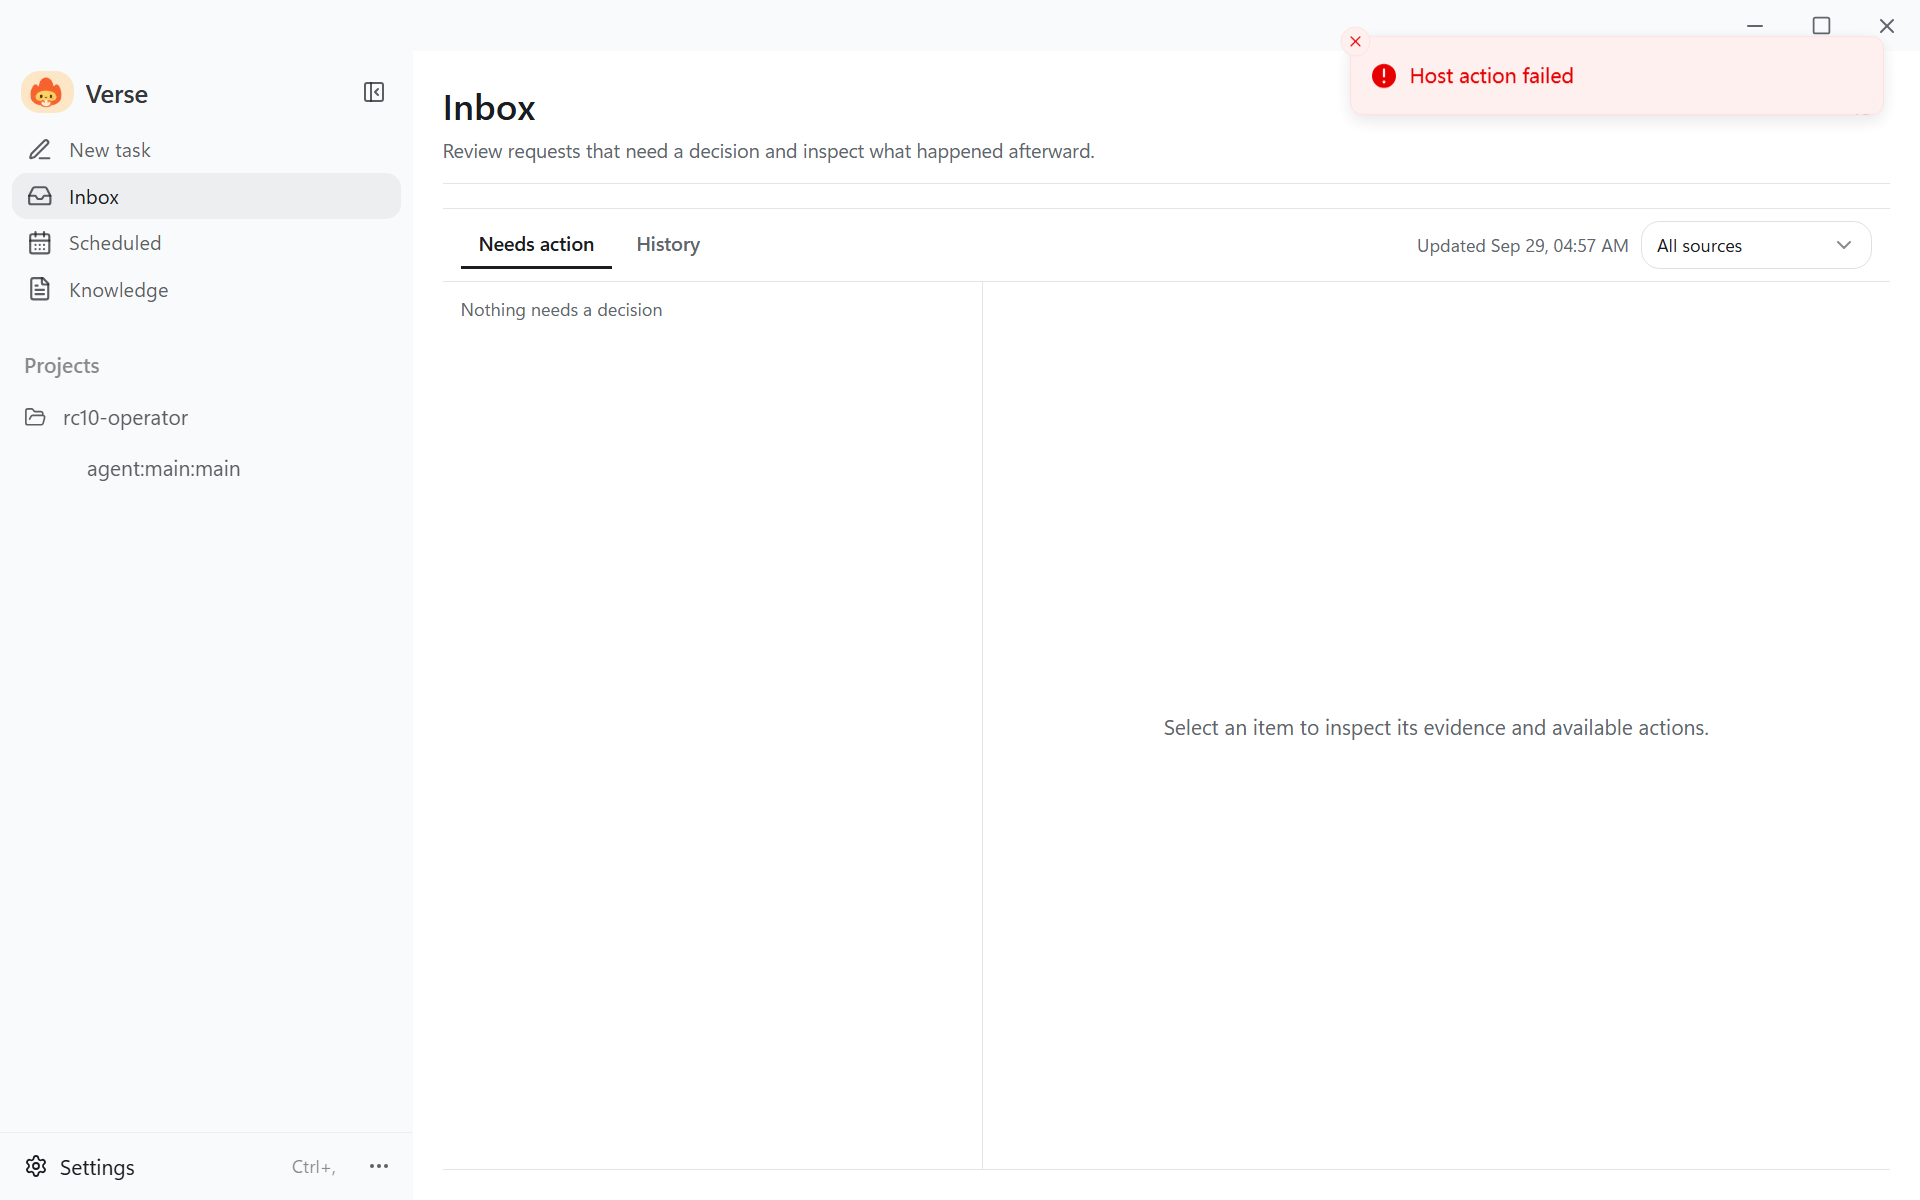 Host action failed
Verse
New task
Inbox
Scheduled
Knowledge
Projects
rc10-operator
agent:main:main
Settings
Ctrl+,
Inbox
Review requests that need a decision and inspect what happened afterward.
Needs action
History
Updated Sep 29, 04:57 AM
All sources
Nothing needs a decision
Select an item to inspect its evidence and available actions.